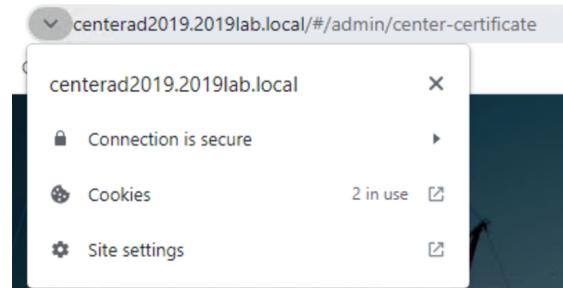 centerad2019.2019lab.local/#/admin/center-certificate
centerad2019.2019lab.local
Connection is secure
Cookies 2 in use
Site settings